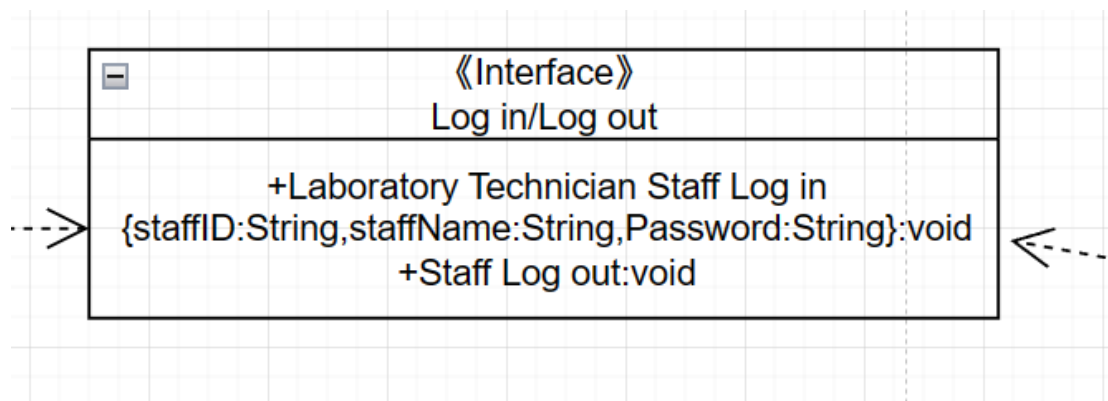 《Interface》
Log in/Log out
+Laboratory Technician Staff Log in
{staffID:String,staffName:String,Password:String}:void
+Staff Log out:void